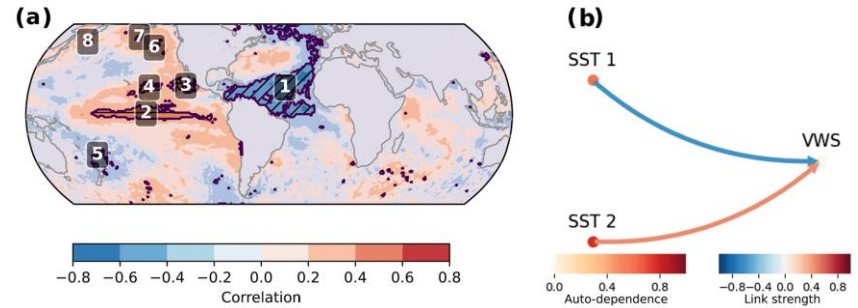 (a)
8
7
6
4
3
1
2
5
−0.8 −0.6 −0.4 −0.2 0.0 0.2 0.4 0.6 0.8
Correlation
(b)
SST 1
VWS
SST 2
0.0 0.4 0.8
Auto-dependence
−0.8 −0.4 0.0 0.4 0.8
Link strength